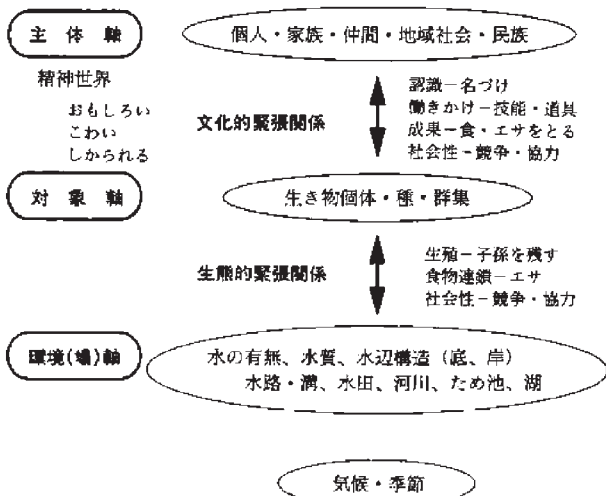 主体軸
個人・家族・仲間・地域社会・民族
精神世界
おもしろい
こわい
しかられる
文化的緊張関係
認識－名づけ
働きかけ－技能・道具
成果－食・エサをとる
社会性－競争・協力
対象軸
生き物個体・種・群集
生態的緊張関係
生殖－子孫を残す
食物連鎖－エサ
社会性－競争・協力
環境(場)軸
水の有無、水質、水辺構造（底、岸）
水路・溝、水田、河川、ため池、湖
気候・季節